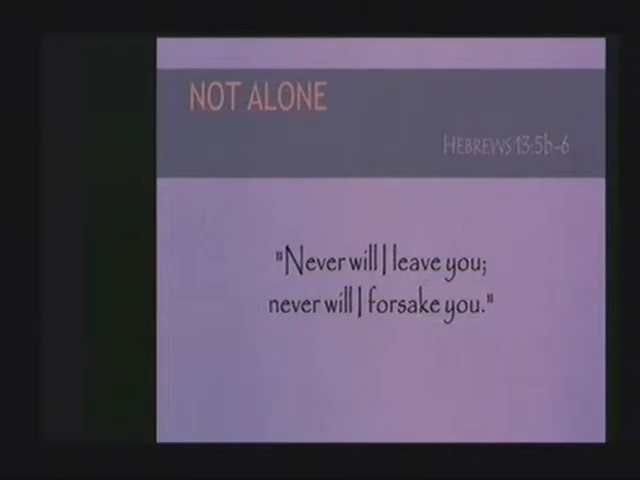 NOT ALONE
HEBREWS 13:5b-6
"Never will I leave you;
never will I forsake you."